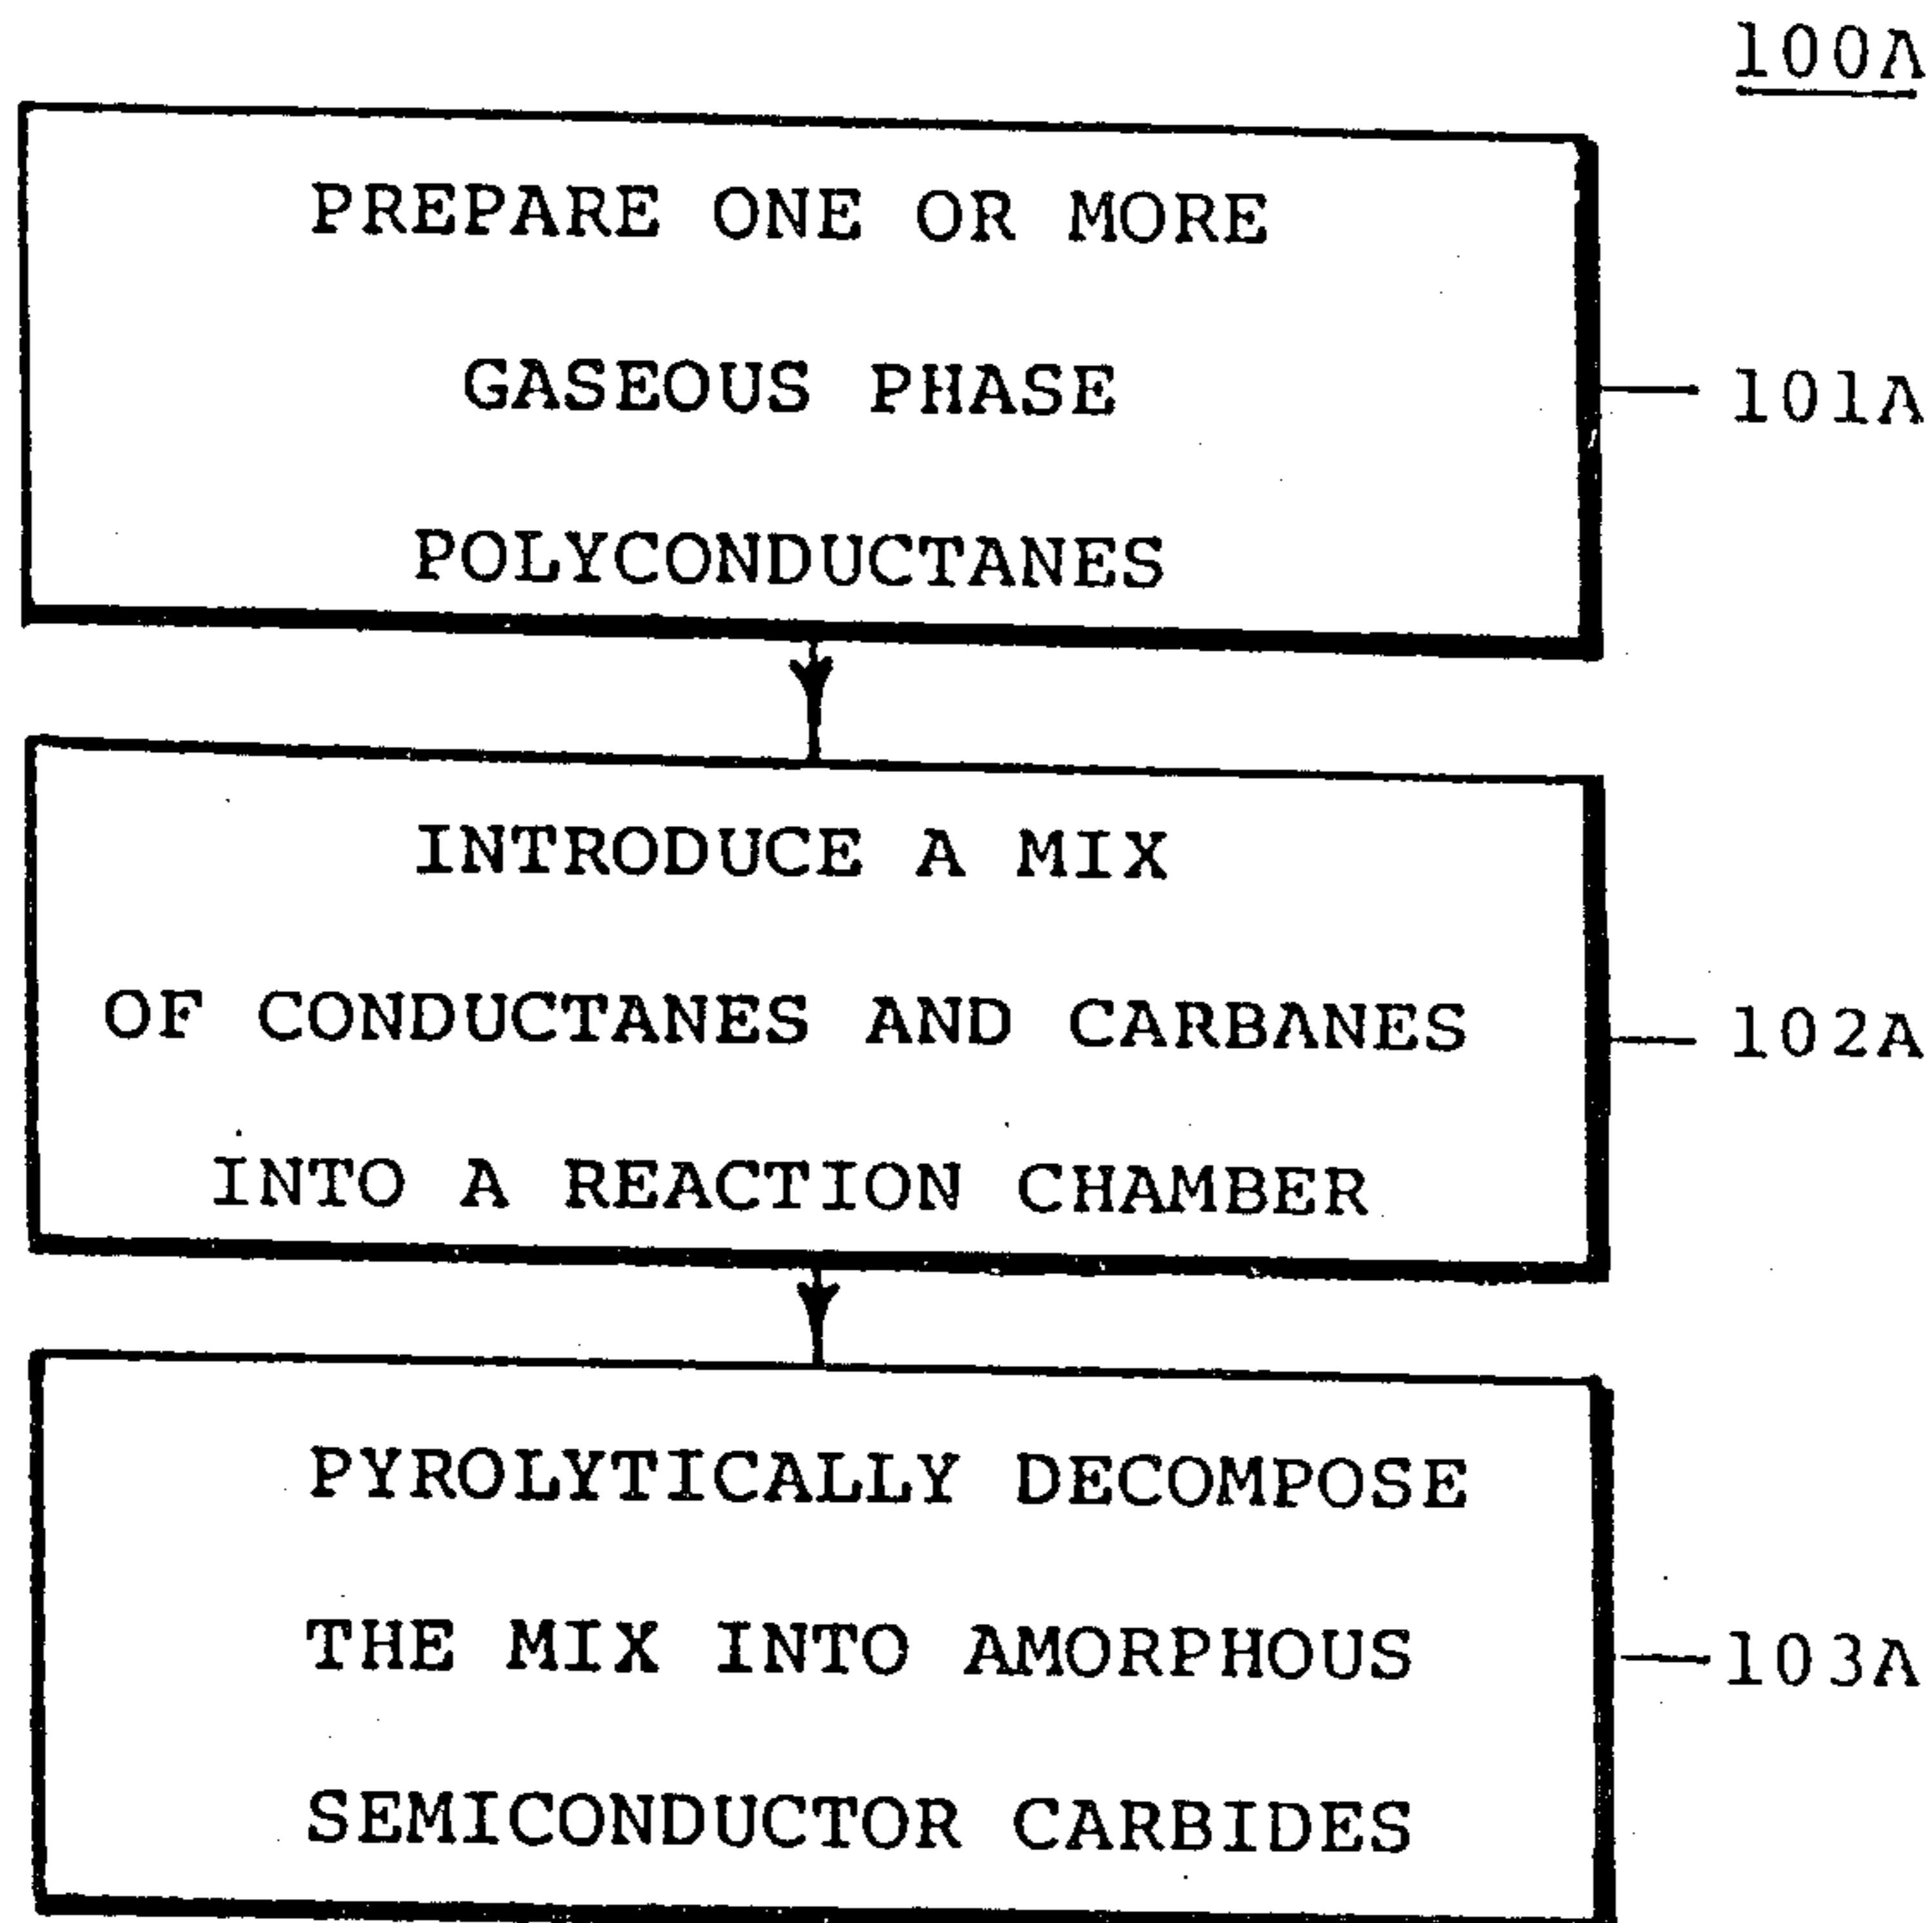 100A
PREPARE ONE OR MORE
GASEOUS PHASE
101A
POLYCONDUCTANES
INTRODUCE A MIX
OF CONDUCTANES AND CARBANES
102A
INTO A REACTION CHAMBER
PYROLYTICALLY DECOMPOSE
THE MIX INTO AMORPHOUS
103A
SEMICONDUCTOR CARBIDES